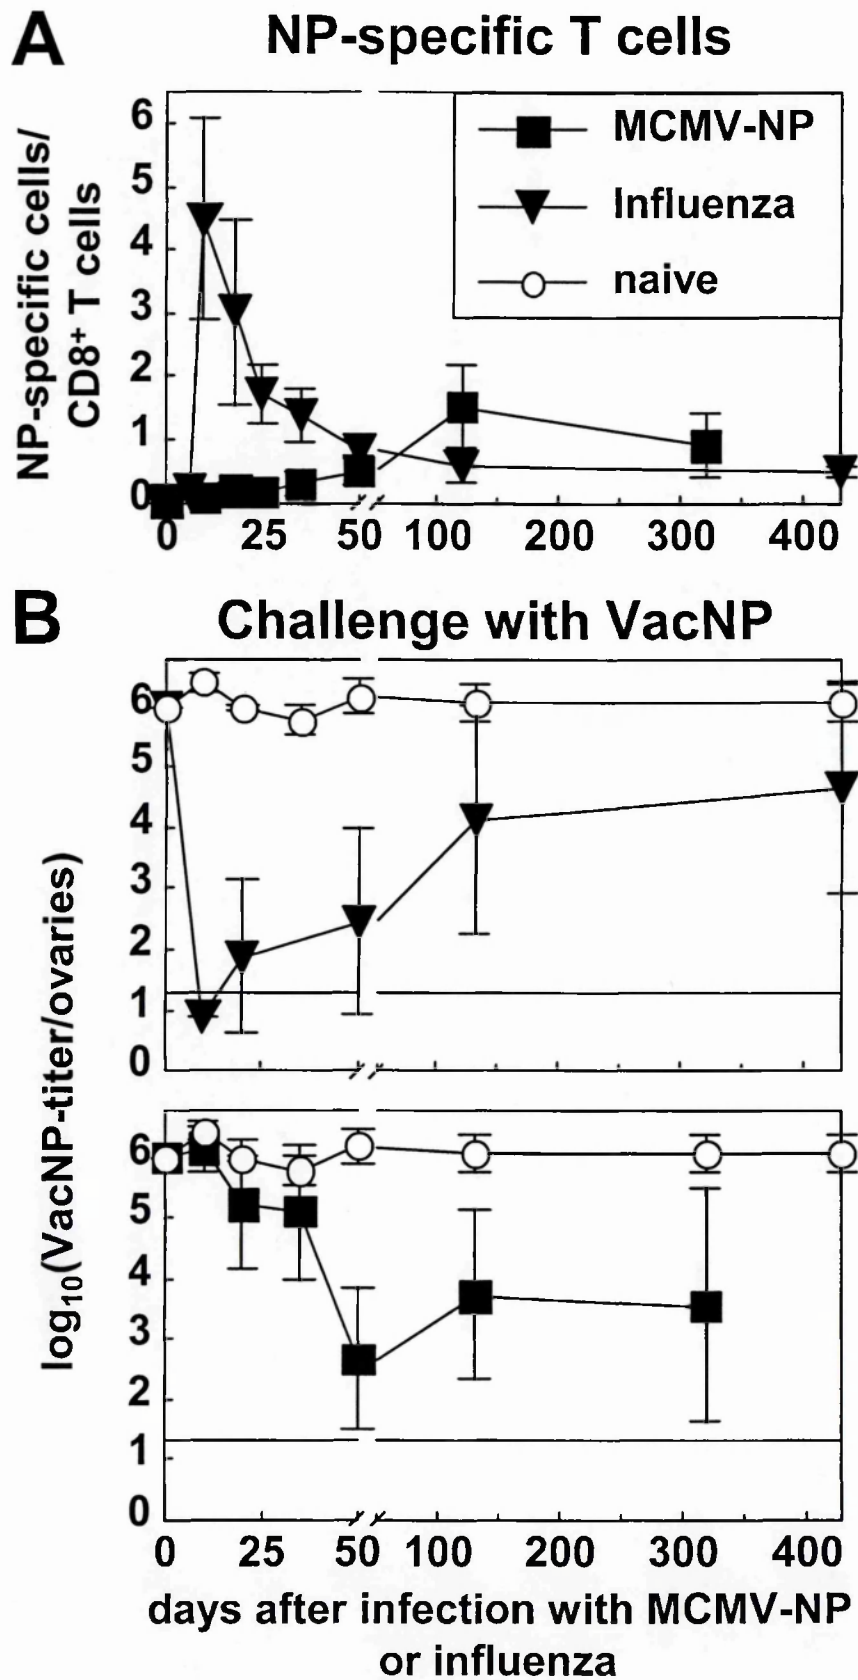 A
NP-specific T cells
NP-specific cells/
CD8⁺ T cells
6
5
4
3
2
1
0
MCMV-NP
Influenza
naive
0 25 50 100 200 300 400
B
Challenge with VacNP
log₁₀(VacNP-titer/ovaries)
6
5
4
3
2
1
0
6
5
4
3
2
1
0
0 25 50 100 200 300 400
days after infection with MCMV-NP
or influenza